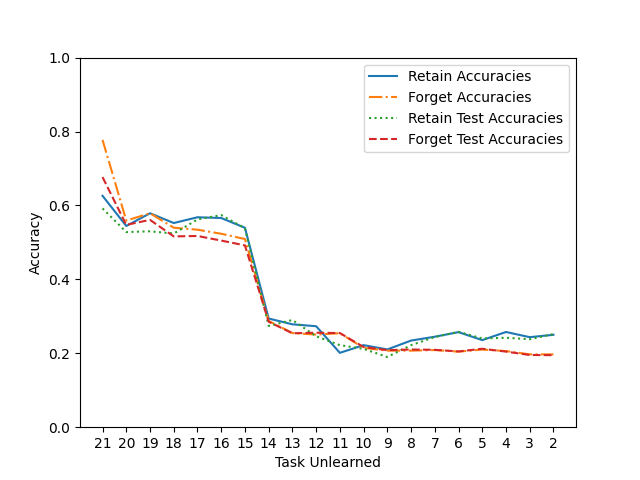 1.0
0.8
0.6
0.4
0.2
0.0
Accuracy
Retain Accuracies
Forget Accuracies
Retain Test Accuracies
Forget Test Accuracies
21 20 19 18 17 16 15 14 13 12 11 10 9 8 7 6 5 4 3 2
Task Unlearned